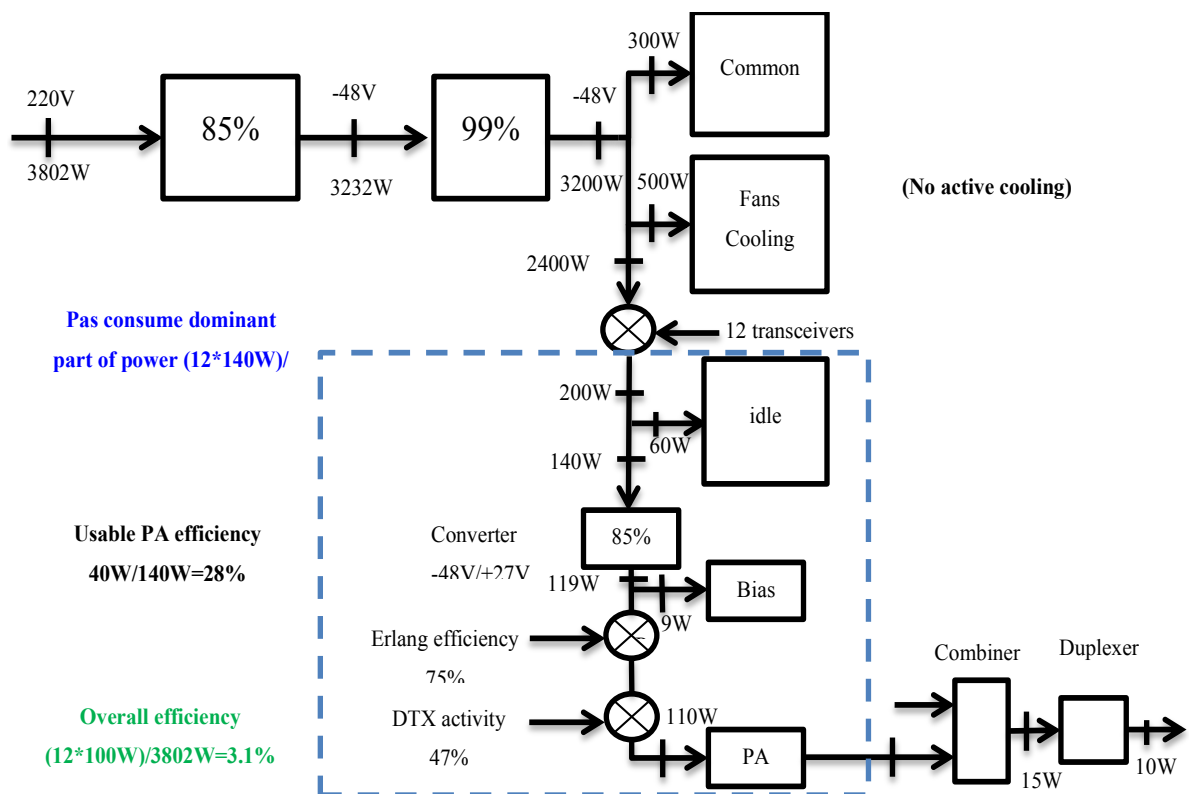 300W
Common
220V
-48V
-48V
85%
99%
3802W
3232W
3200W
500W
Fans
Cooling
(No active cooling)
2400W
Pas consume dominant
part of power (12*140W)/
12 transceivers
200W
idle
60W
140W
Usable PA efficiency
40W/140W=28%
Converter
-48V/+27V
85%
119W
Bias
9W
Erlang efficiency
75%
Combiner
Duplexer
Overall efficiency
(12*100W)/3802W=3.1%
DTX activity
47%
110W
PA
15W
10W